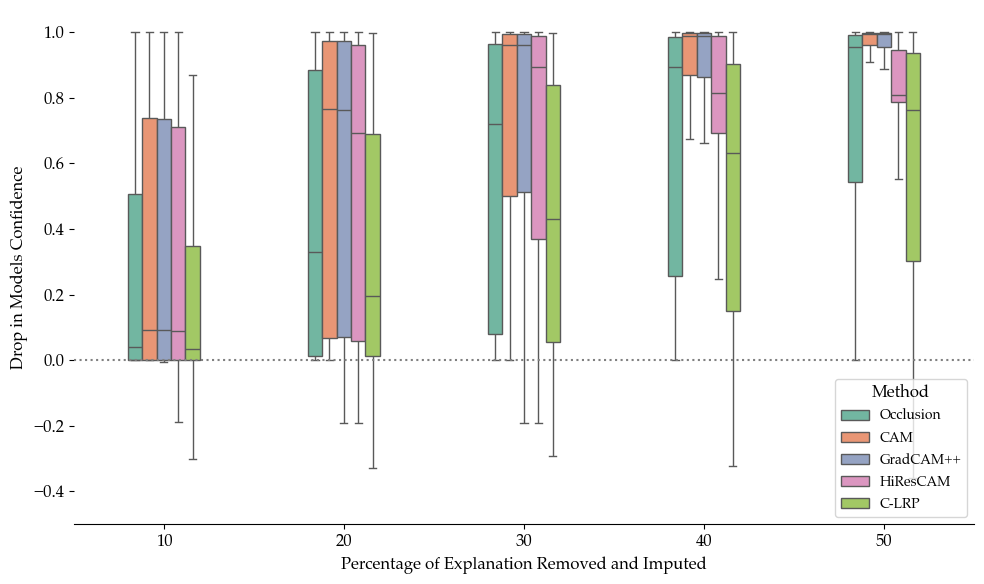 Drop in Models Confidence
1.0
0.8
0.6
0.4
0.2
0.0
−0.2
−0.4
Method
Occlusion
CAM
GradCAM++
HiResCAM
C-LRP
10 20 30 40 50
Percentage of Explanation Removed and Imputed